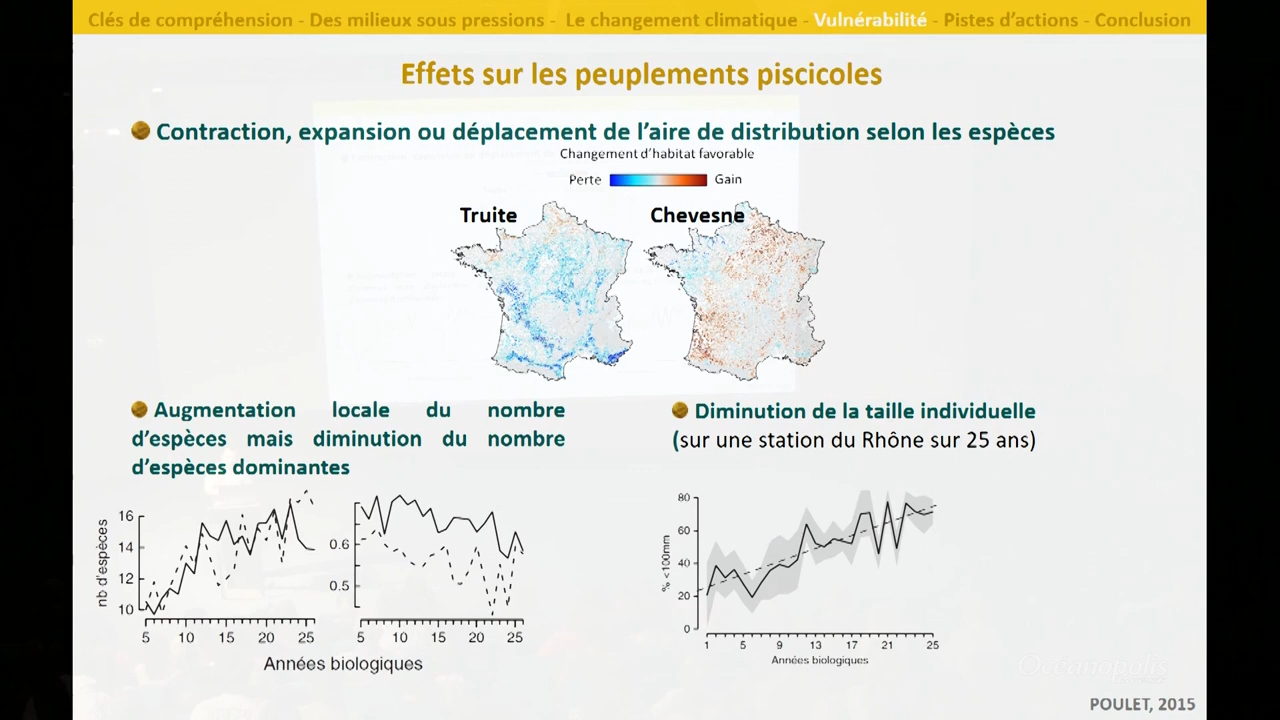 Clés de compréhension - Des milieux sous pressions - Le changement climatique - Vulnérabilité - Pistes d'actions - Conclusion
Effets sur les peuplements piscicoles
Contraction, expansion ou déplacement de l'aire de distribution selon les espèces
Changement d'habitat favorable
Perte Gain
Truite Chevesne
Augmentation locale du nombre
d'espèces mais diminution du nombre
d'espèces dominantes
Diminution de la taille individuelle
(sur une station du Rhône sur 25 ans)
nb d'espèces
16
14
12
10
5 10 15 20 25
0.6
0.5
5 10 15 20 25
Années biologiques
% <100mm
80
60
40
20
0
1 5 9 13 17 21 25
Années biologiques
Océanopolis
POULET, 2015